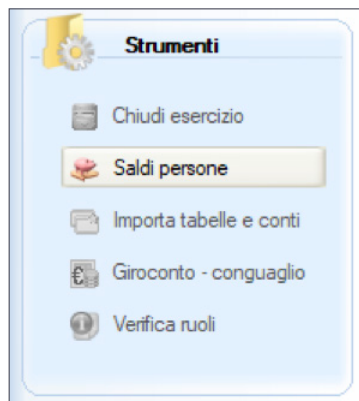 Strumenti
Chiudi esercizio
Saldi persone
Importa tabelle e conti
Giroconto - conguaglio
Verifica ruoli